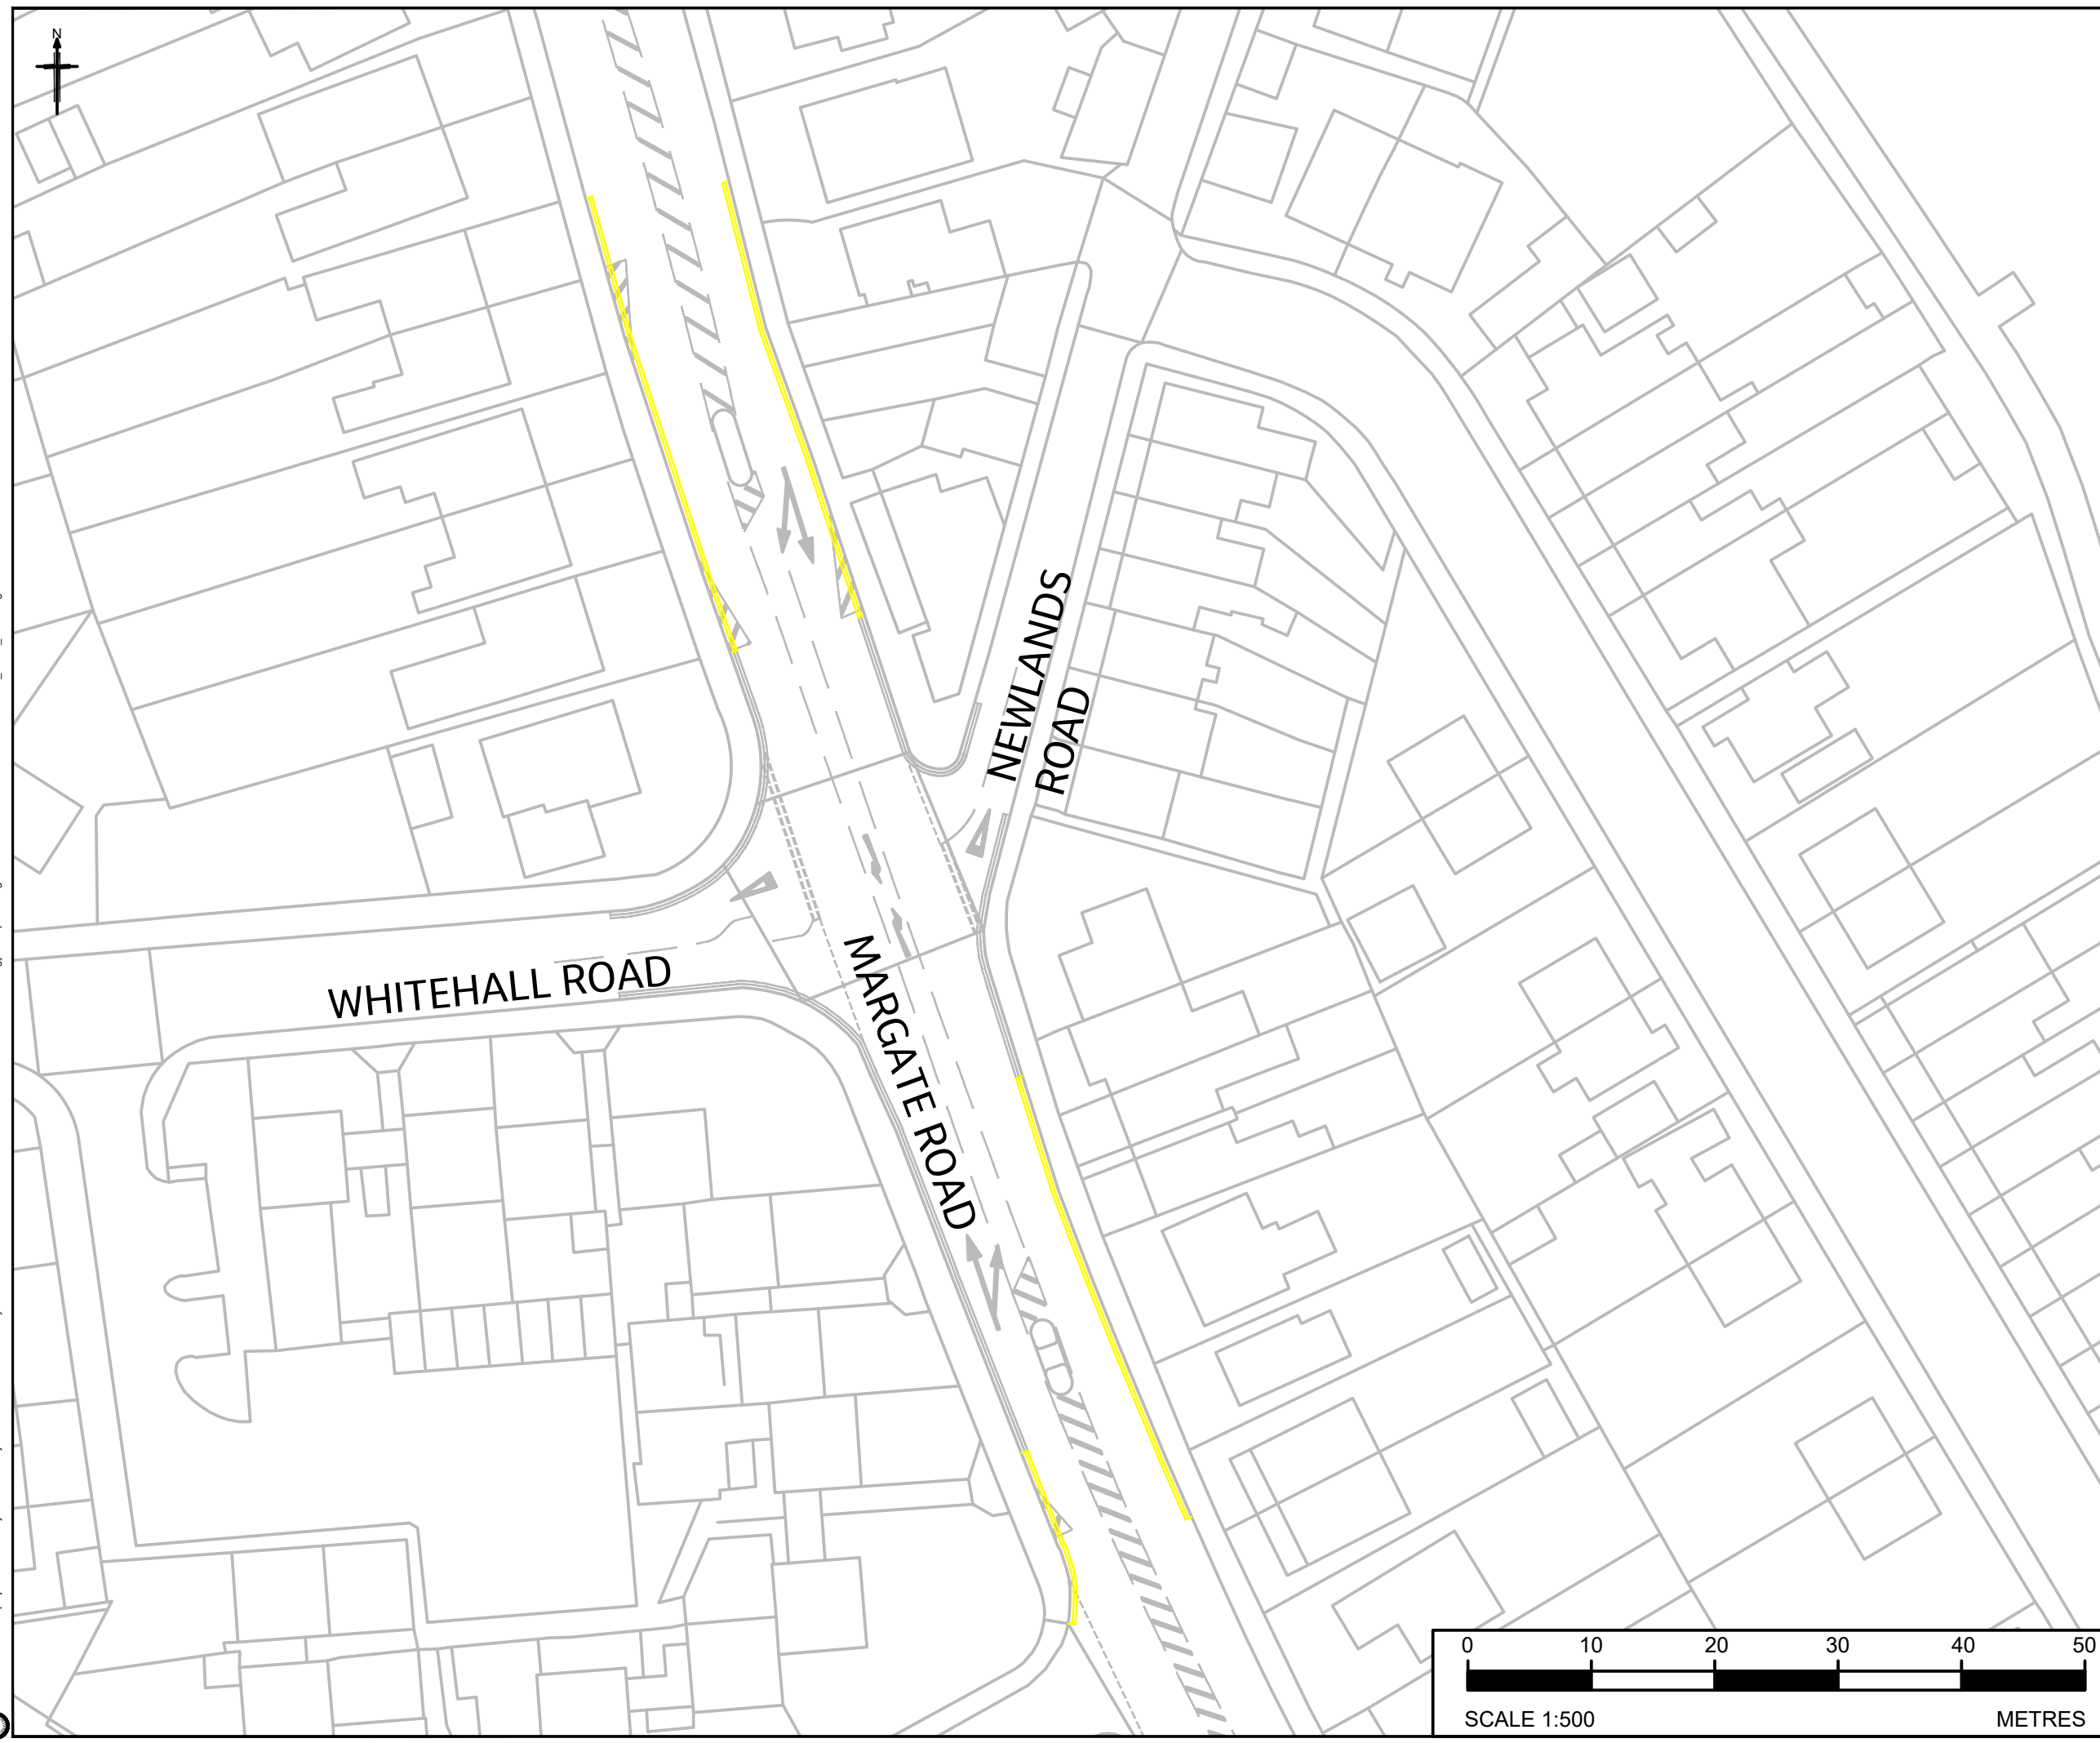 N
NEWLANDS
ROAD
WHITEHALL ROAD
MARGATE ROAD
0 10 20 30 40 50
SCALE 1:500 METRES